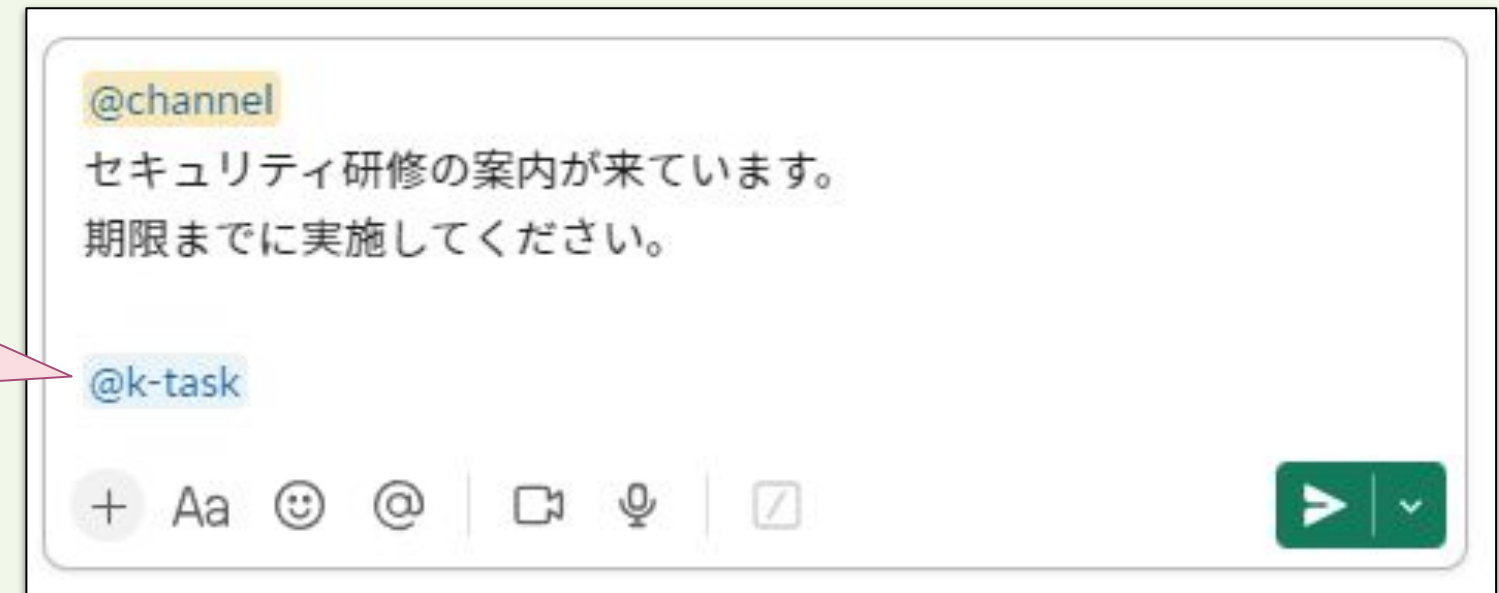 @channel
セキュリティ研修の案内が来ています。
期限までに実施してください。
@k-task
Aa